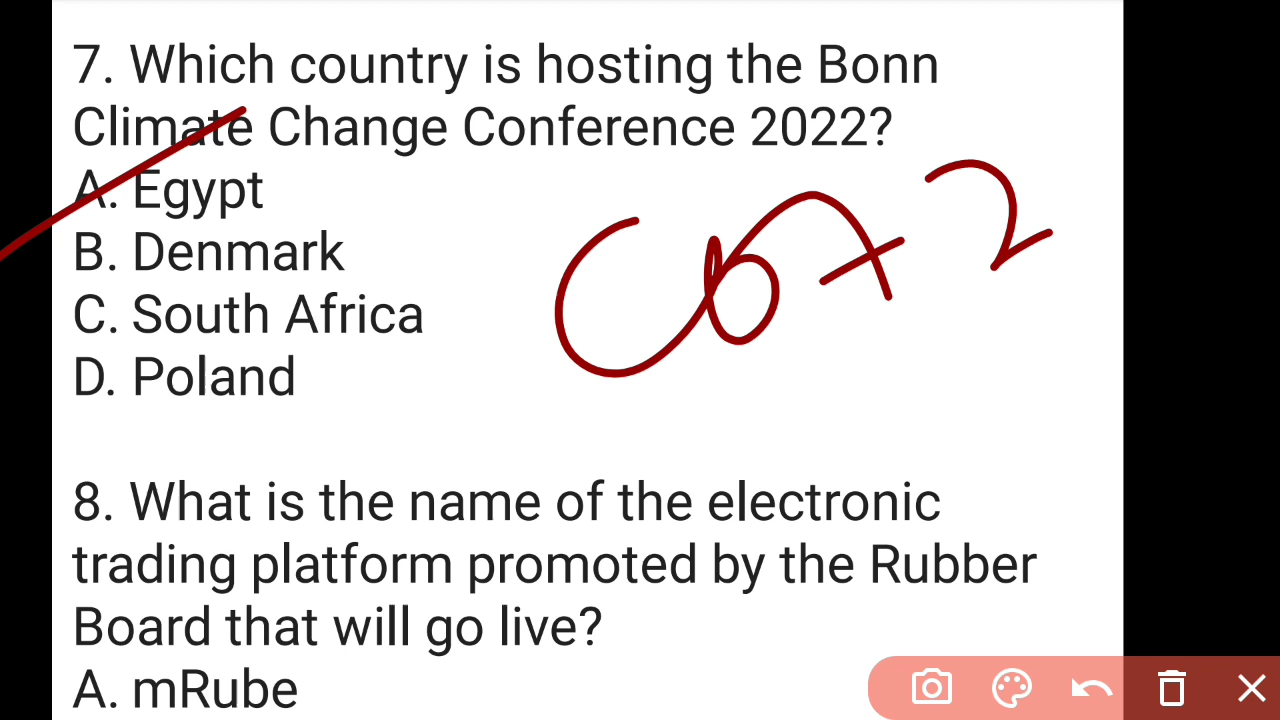 7. Which country is hosting the Bonn
Climate Change Conference 2022?
A. Egypt
B. Denmark
C. South Africa
D. Poland
8. What is the name of the electronic
trading platform promoted by the Rubber
Board that will go live?
A. mRube